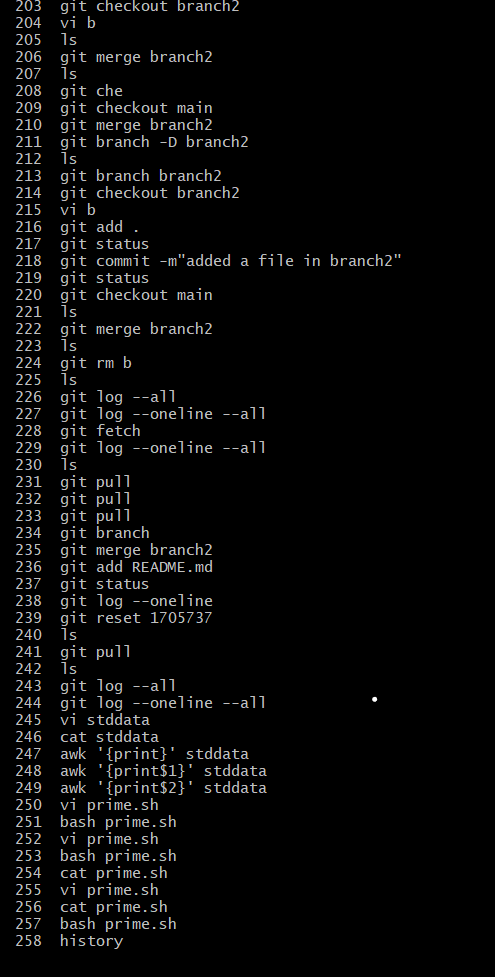 203 git checkout branch2
204 vi b
205 ls
206 git merge branch2
207 ls
208 git che
209 git checkout main
210 git merge branch2
211 git branch -D branch2
212 ls
213 git branch branch2
214 git checkout branch2
215 vi b
216 git add .
217 git status
218 git commit -m"added a file in branch2"
219 git status
220 git checkout main
221 ls
222 git merge branch2
223 ls
224 git rm b
225 ls
226 git log --all
227 git log --oneline --all
228 git fetch
229 git log --oneline --all
230 ls
231 git pull
232 git pull
233 git pull
234 git branch
235 git merge branch2
236 git add README.md
237 git status
238 git log --oneline
239 git reset 1705737
240 ls
241 git pull
242 ls
243 git log --all
244 git log --oneline --all
245 vi stddata
246 cat stddata
247 awk '{print}' stddata
248 awk '{print$1}' stddata
249 awk '{print$2}' stddata
250 vi prime.sh
251 bash prime.sh
252 vi prime.sh
253 bash prime.sh
254 cat prime.sh
255 vi prime.sh
256 cat prime.sh
257 bash prime.sh
258 history